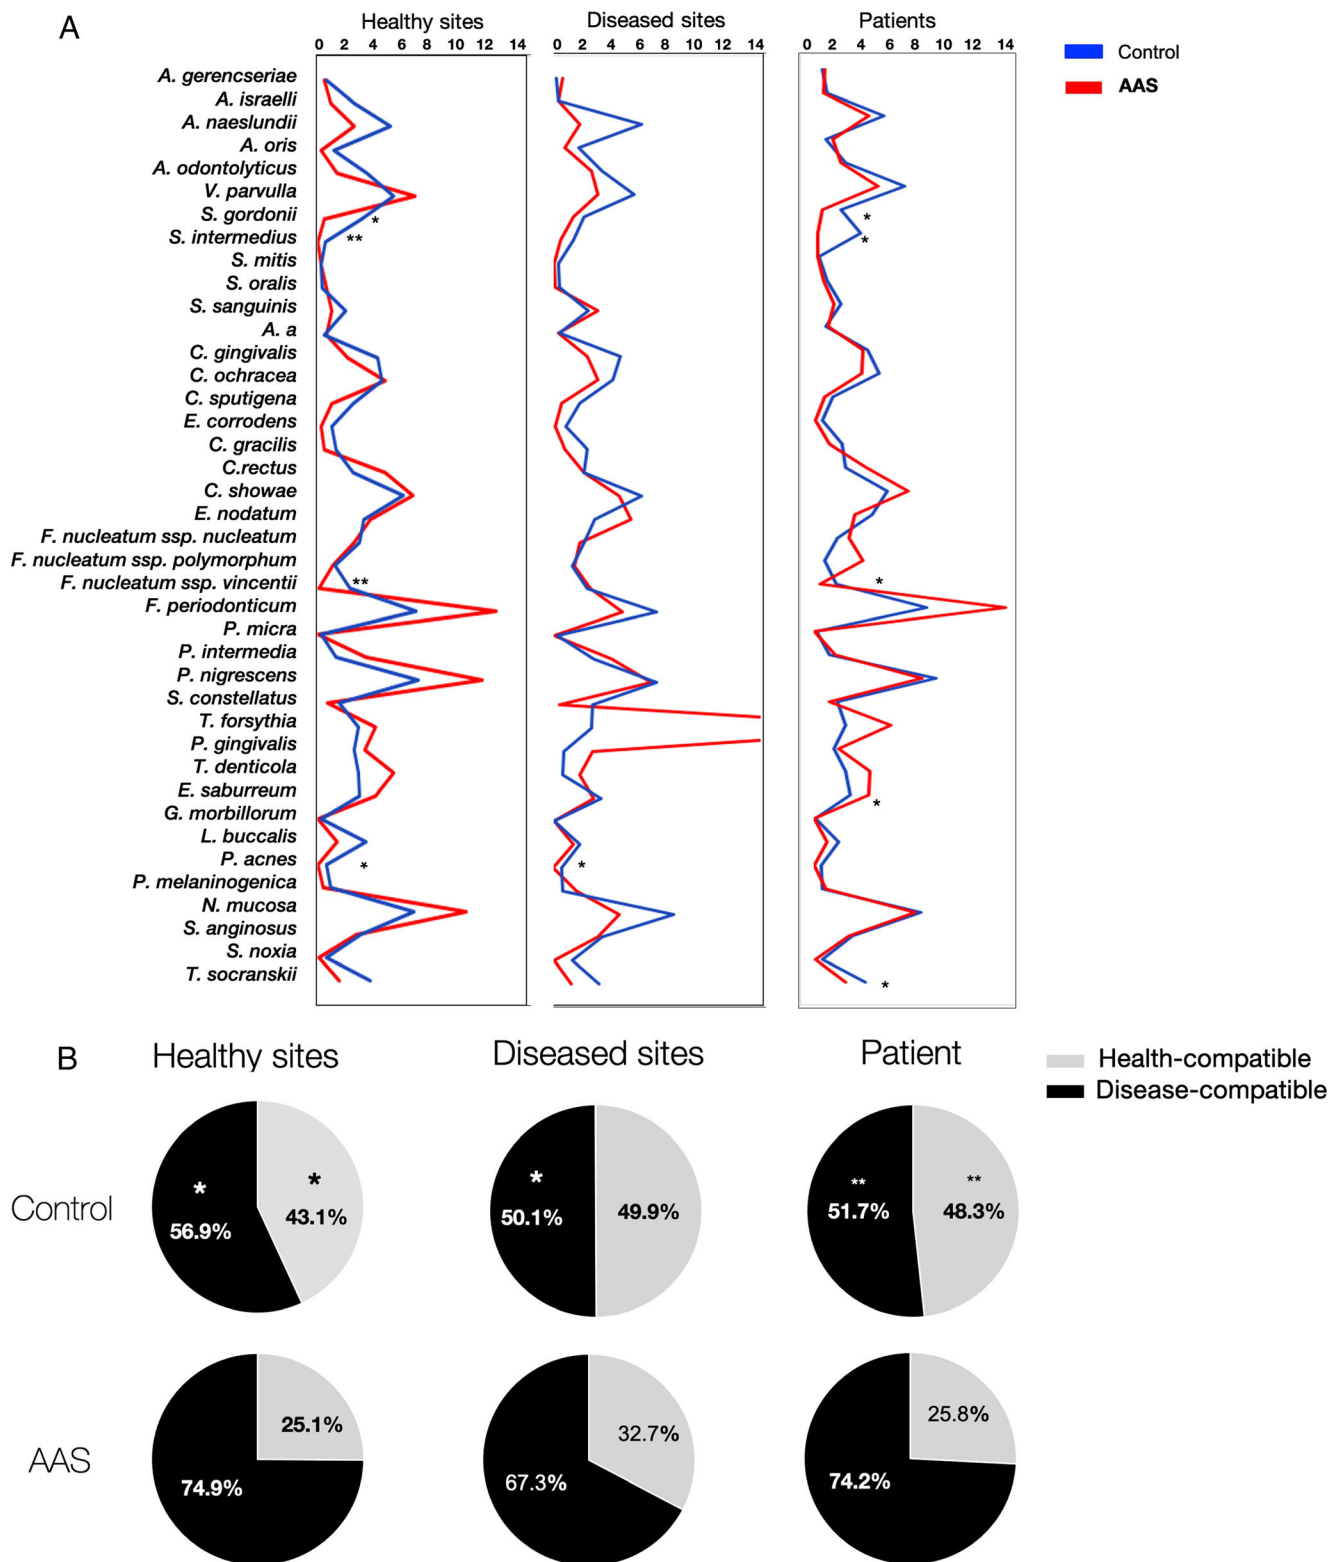 A
Healthy sites
Diseased sites
Patients
0 2 4 6 8 10 12 14
0 2 4 6 8 10 12 14
0 2 4 6 8 10 12 14
Control
AAS
A. gerencseriae
A. israelli
A. naeslundii
A. oris
A. odontolyticus
V. parvulla
S. gordonii * *
S. intermedius ** *
S. mitis
S. oralis
S. sanguinis
A. a
C. gingivalis
C. ochracea
C. sputigena
E. corrodens
C. gracilis
C.rectus
C. showae
E. nodatum
F. nucleatum ssp. nucleatum
F. nucleatum ssp. polymorphum
F. nucleatum ssp. vincentii ** *
F. periodonticum
P. micra
P. intermedia
P. nigrescens
S. constellatus
T. forsythia
P. gingivalis
T. denticola
E. saburreum *
G. morbillorum
L. buccalis
P. acnes * *
P. melaninogenica
N. mucosa
S. anginosus
S. noxia
T. socranskii *
B
Healthy sites
Diseased sites
Patient
Health-compatible
Disease-compatible
Control
* *
56.9% 43.1%
*
50.1% 49.9%
** **
51.7% 48.3%
AAS
25.1%
74.9%
32.7%
67.3%
25.8%
74.2%